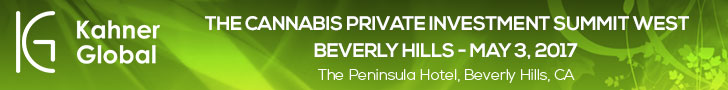 Kahner
Global
THE CANNABIS PRIVATE INVESTMENT SUMMIT WEST
BEVERLY HILLS - MAY 3, 2017
The Peninsula Hotel, Beverly Hills, CA